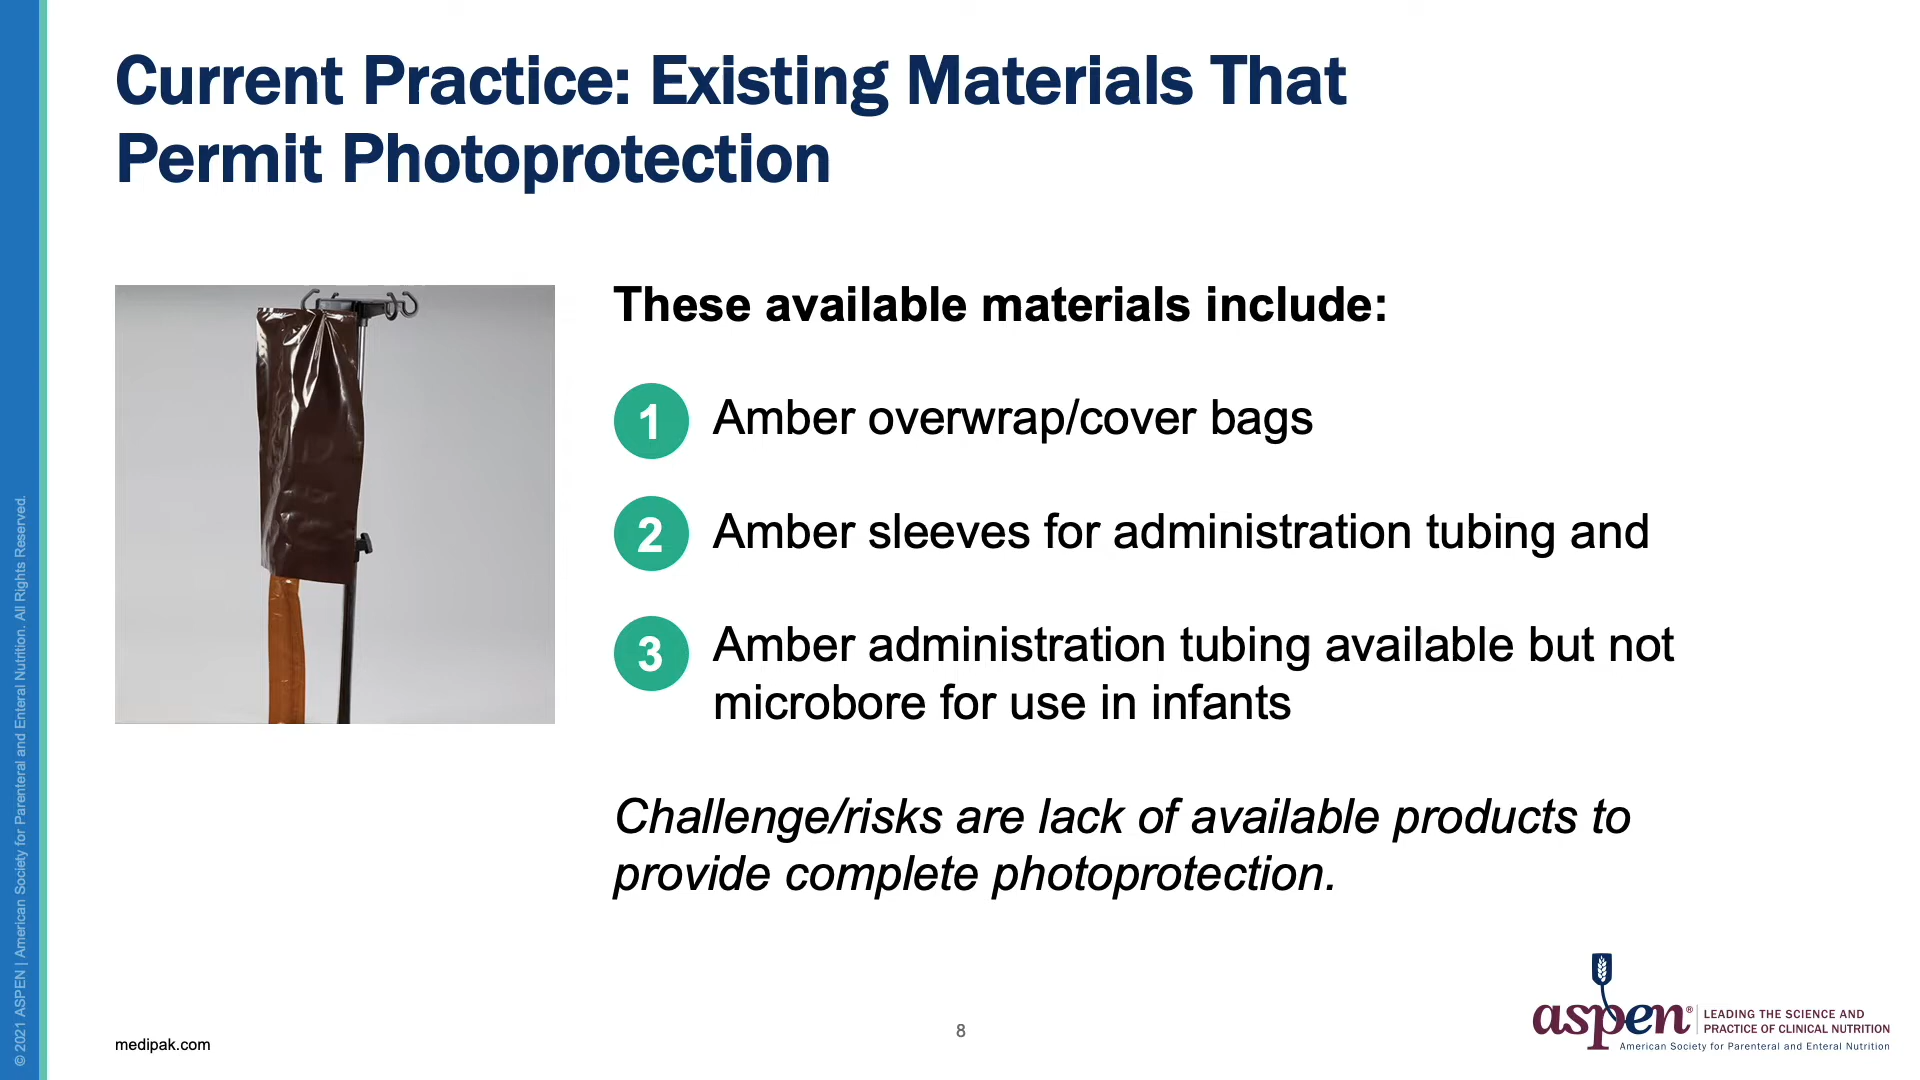 Current Practice: Existing Materials That
Permit Photoprotection
These available materials include:
1 Amber overwrap/cover bags
2 Amber sleeves for administration tubing and
3 Amber administration tubing available but not
microbore for use in infants
Challenge/risks are lack of available products to
provide complete photoprotection.
© 2021 ASPEN | American Society for Parenteral and Enteral Nutrition. All Rights Reserved.
medipak.com
8
aspen®
LEADING THE SCIENCE AND
PRACTICE OF CLINICAL NUTRITION
American Society for Parenteral and Enteral Nutrition